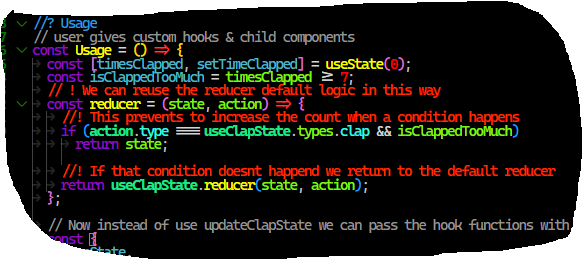 //? Usage
// user gives custom hooks & child components
const Usage = () => {
const [timesClapped, setTimeClapped] = useState(0);
const isClappedTooMuch = timesClapped >= 7;
// ! We can reuse the reducer default logic in this way
const reducer = (state, action) => {
//! This prevents to increase the count when a condition happens
if (action.type === useClapState.types.clap && isClappedTooMuch)
return state;
//! If that condition doesnt happend we return to the default reducer
return useClapState.reducer(state, action);
};
// Now instead of use updateClapState we can pass the hook functions with
const {
State